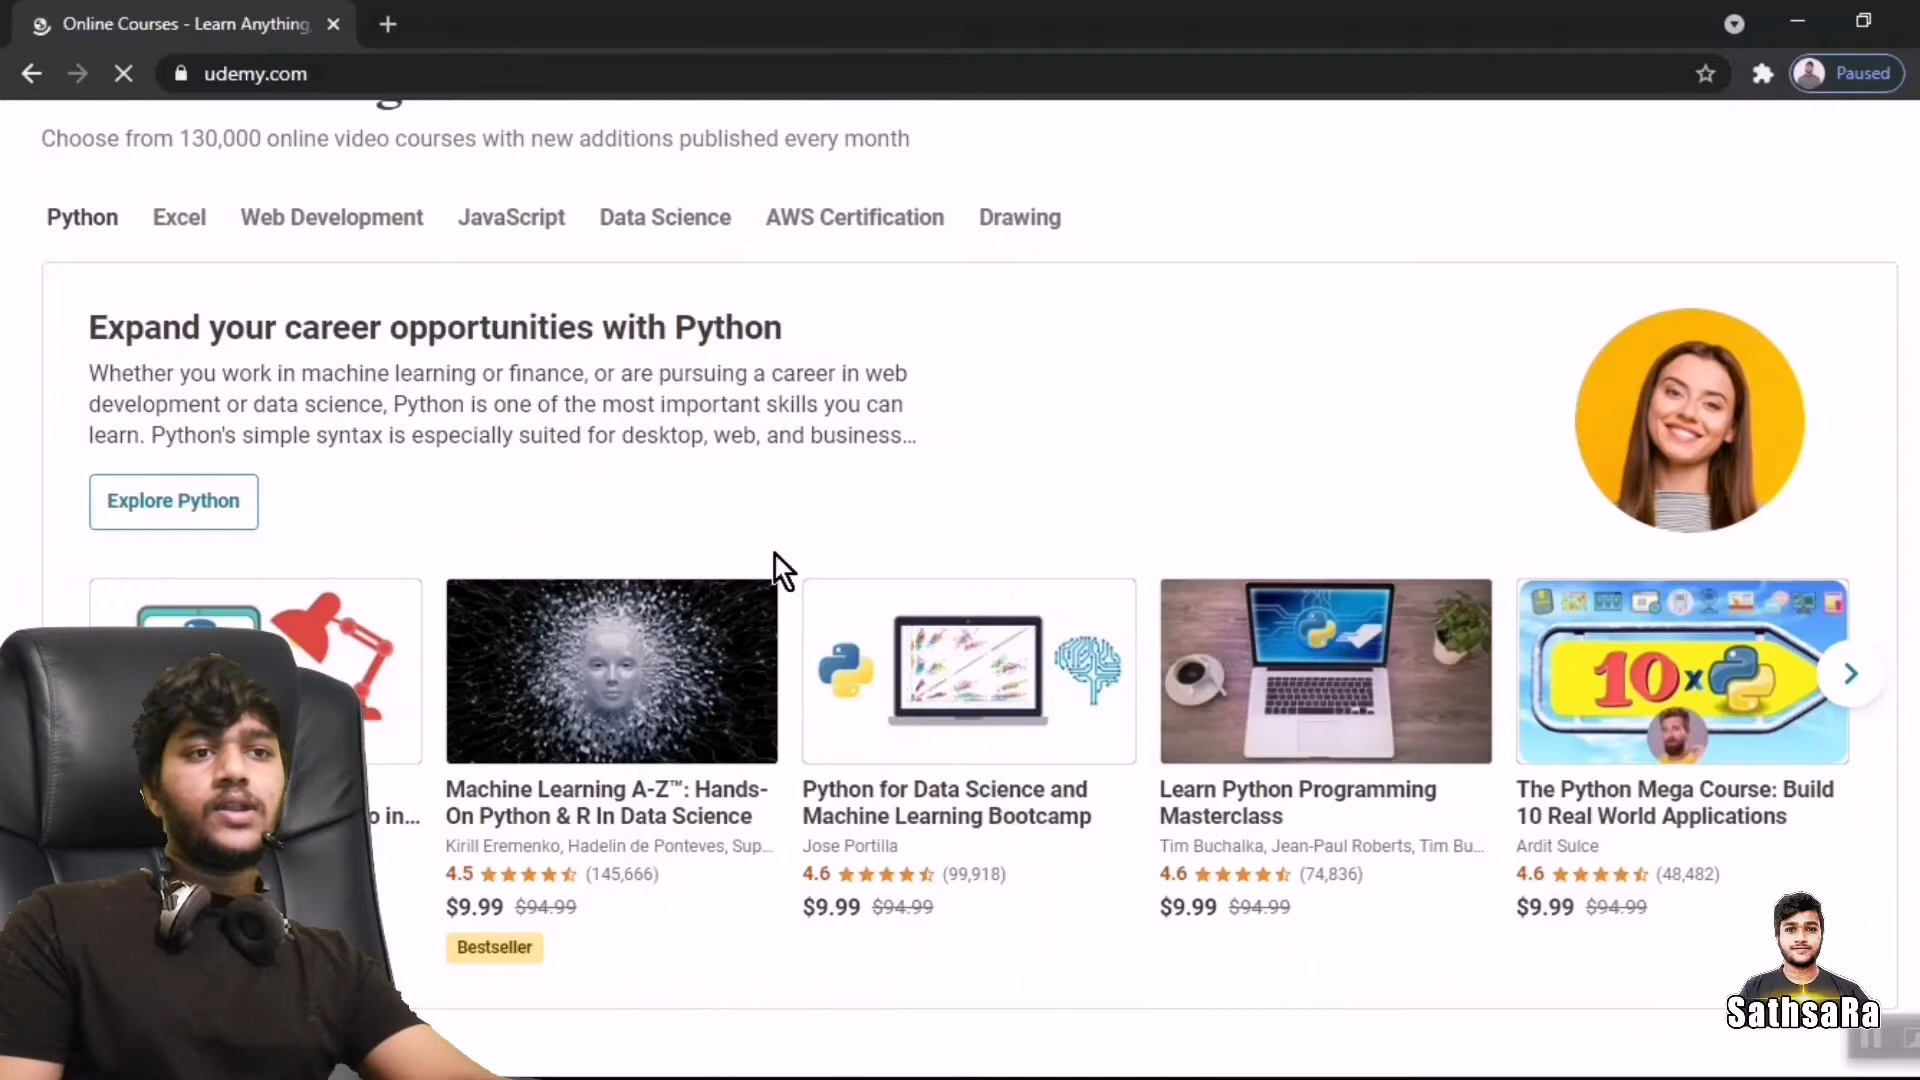 Online Courses - Learn Anything,
udemy.com
Paused
Choose from 130,000 online video courses with new additions published every month
Python Excel Web Development JavaScript Data Science AWS Certification Drawing
Expand your career opportunities with Python
Whether you work in machine learning or finance, or are pursuing a career in web
development or data science, Python is one of the most important skills you can
learn. Python's simple syntax is especially suited for desktop, web, and business...
Explore Python
o in...
Machine Learning A-Z™: Hands-
On Python & R In Data Science
Kirill Eremenko, Hadelin de Ponteves, Sup...
4.5 (145,666)
$9.99 $94.99
Bestseller
Python for Data Science and
Machine Learning Bootcamp
Jose Portilla
4.6 (99,918)
$9.99 $94.99
Learn Python Programming
Masterclass
Tim Buchalka, Jean-Paul Roberts, Tim Bu...
4.6 (74,836)
$9.99 $94.99
10 x
The Python Mega Course: Build
10 Real World Applications
Ardit Sulce
4.6 (48,482)
$9.99 $94.99
SathsaRa